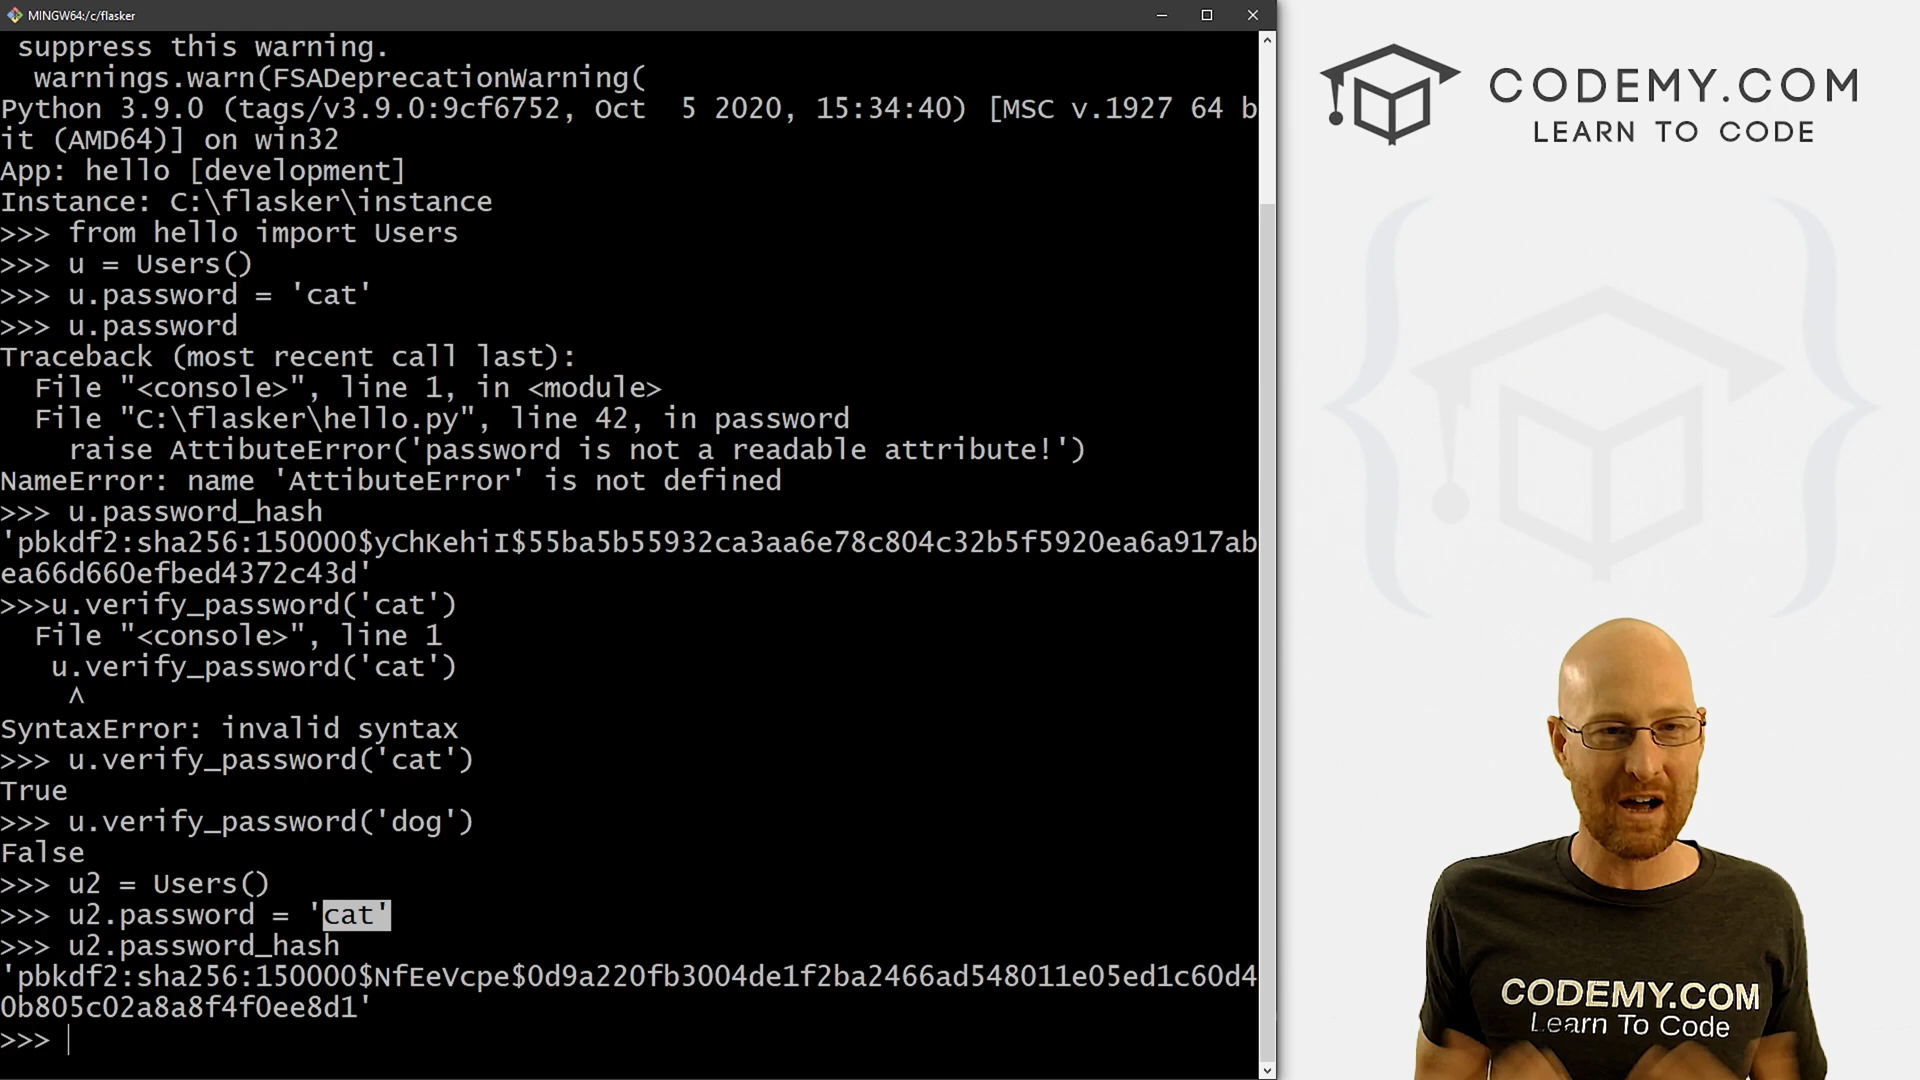 MINGW64:/c/flasker
suppress this warning.
warnings.warn(FSADeprecationWarning(
Python 3.9.0 (tags/v3.9.0:9cf6752, Oct  5 2020, 15:34:40) [MSC v.1927 64 b
it (AMD64)] on win32
App: hello [development]
Instance: C:\flasker\instance
>>> from hello import Users
>>> u = Users()
>>> u.password = 'cat'
>>> u.password
Traceback (most recent call last):
  File "<console>", line 1, in <module>
  File "C:\flasker\hello.py", line 42, in password
    raise AttibuteError('password is not a readable attribute!')
NameError: name 'AttibuteError' is not defined
>>> u.password_hash
'pbkdf2:sha256:150000$yChKehiI$55ba5b55932ca3aa6e78c804c32b5f5920ea6a917ab
ea66d660efbed4372c43d'
>>>u.verify_password('cat')
  File "<console>", line 1
   u.verify_password('cat')
    ^
SyntaxError: invalid syntax
>>> u.verify_password('cat')
True
>>> u.verify_password('dog')
False
>>> u2 = Users()
>>> u2.password = 'cat'
>>> u2.password_hash
'pbkdf2:sha256:150000$NfEeVcpe$0d9a220fb3004de1f2ba2466ad548011e05ed1c60d4
0b805c02a8a8f4f0ee8d1'
>>>
CODEMY.COM
LEARN TO CODE
CODEMY.COM
Learn To Code